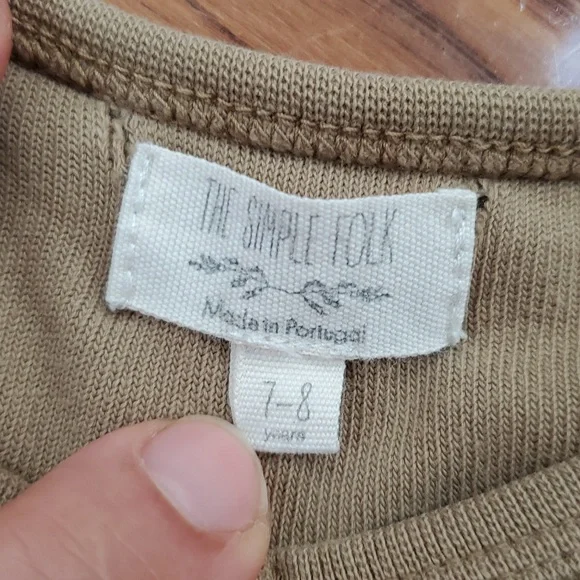 THE SIMPLE FOLK
Made in Portugal
7-8
years